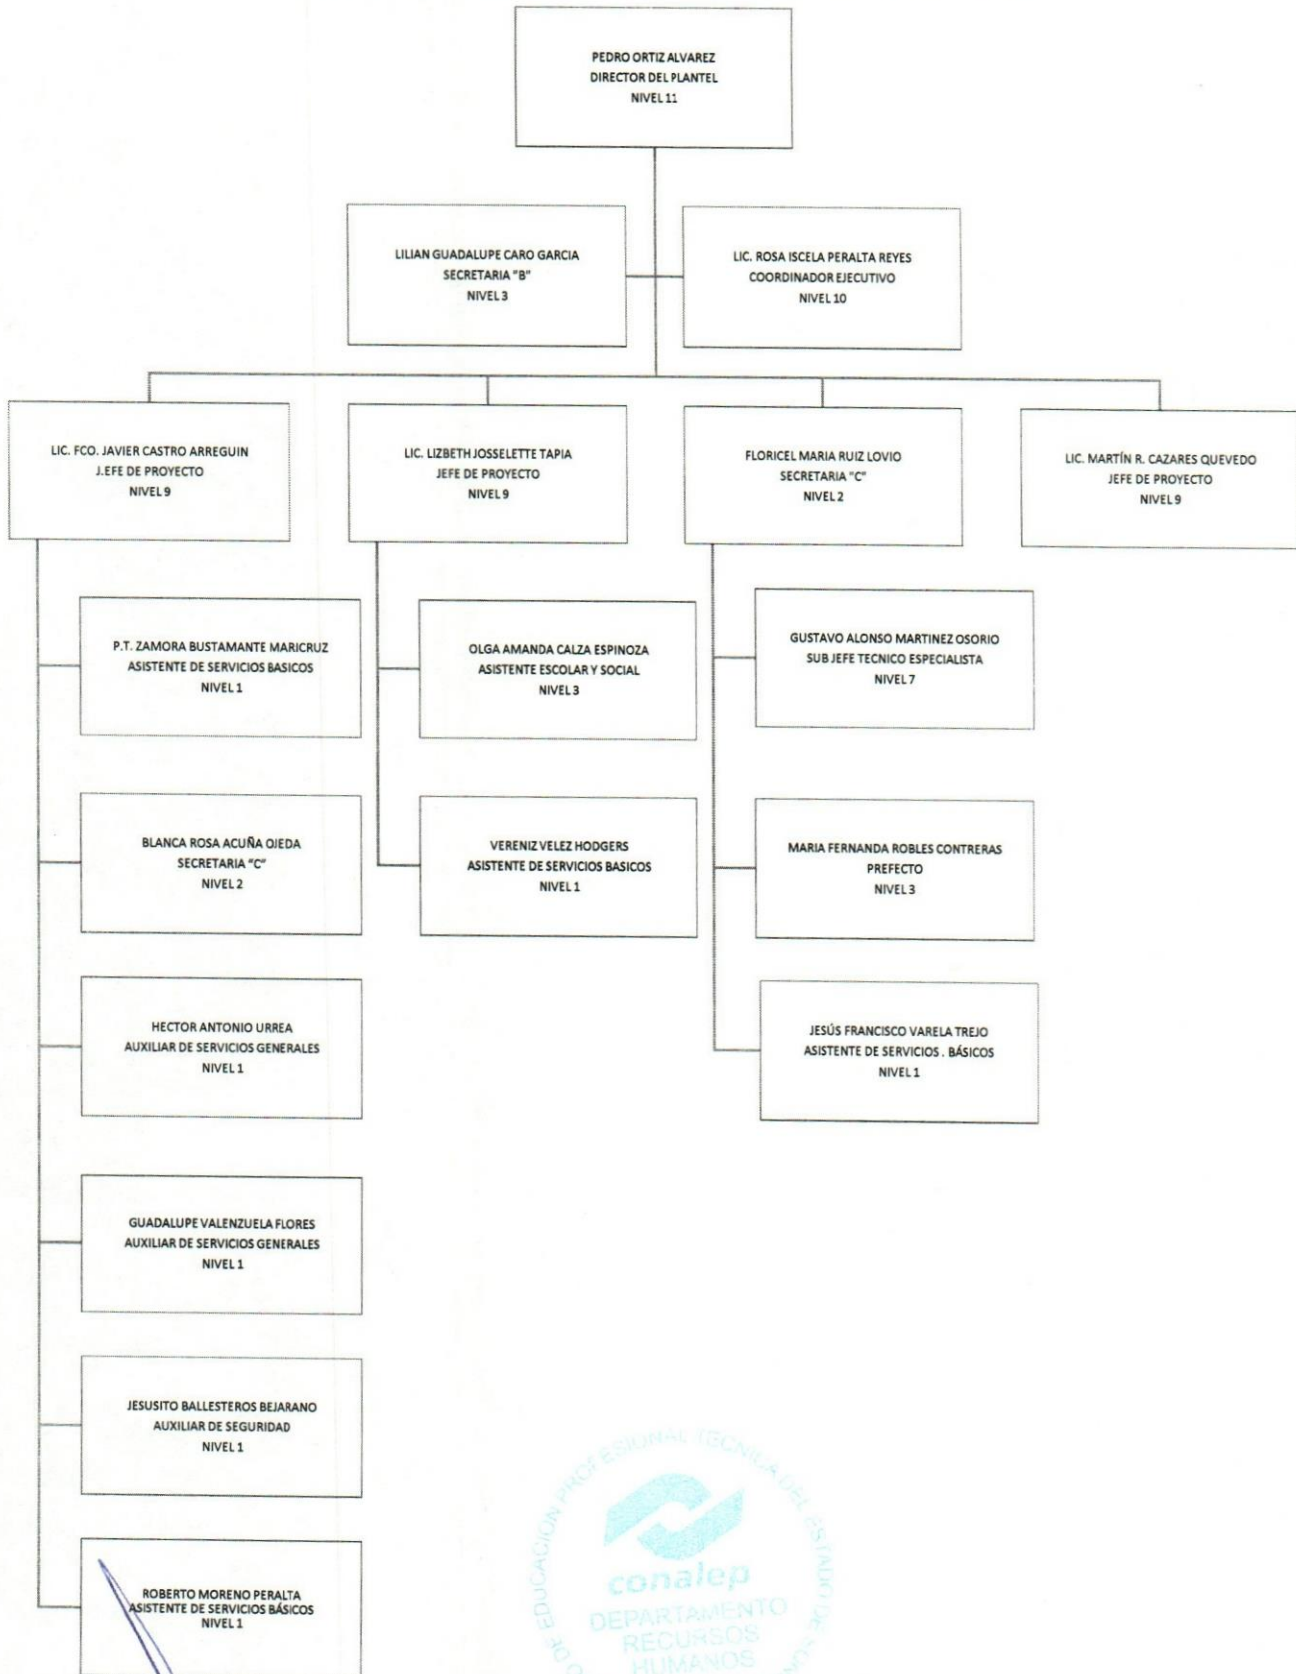 PEDRO ORTIZ ALVAREZ
DIRECTOR DEL PLANTEL
NIVEL 11
LILIAN GUADALUPE CARO GARCIA
SECRETARIA "B"
NIVEL 3
LIC. ROSA ISCELA PERALTA REYES
COORDINADOR EJECUTIVO
NIVEL 10
LIC. FCO. JAVIER CASTRO ARREGUIN
J.EFE DE PROYECTO
NIVEL 9
LIC. LIZBETH JOSSELETTE TAPIA
JEFE DE PROYECTO
NIVEL 9
FLORICEL MARIA RUIZ LOVIO
SECRETARIA "C"
NIVEL 2
LIC. MARTÍN R. CAZARES QUEVEDO
JEFE DE PROYECTO
NIVEL 9
P.T. ZAMORA BUSTAMANTE MARICRUZ
ASISTENTE DE SERVICIOS BASICOS
NIVEL 1
OLGA AMANDA CALZA ESPINOZA
ASISTENTE ESCOLAR Y SOCIAL
NIVEL 3
GUSTAVO ALONSO MARTINEZ OSORIO
SUB JEFE TECNICO ESPECIALISTA
NIVEL 7
BLANCA ROSA ACUÑA OJEDA
SECRETARIA "C"
NIVEL 2
VERENIZ VELEZ HODGERS
ASISTENTE DE SERVICIOS BASICOS
NIVEL 1
MARIA FERNANDA ROBLES CONTRERAS
PREFECTO
NIVEL 3
HECTOR ANTONIO URREA
AUXILIAR DE SERVICIOS GENERALES
NIVEL 1
JESÚS FRANCISCO VARELA TREJO
ASISTENTE DE SERVICIOS . BÁSICOS
NIVEL 1
GUADALUPE VALENZUELA FLORES
AUXILIAR DE SERVICIOS GENERALES
NIVEL 1
JESUSITO BALLESTEROS BEJARANO
AUXILIAR DE SEGURIDAD
NIVEL 1
ROBERTO MORENO PERALTA
ASISTENTE DE SERVICIOS BÁSICOS
NIVEL 1
DE EDUCACIÓN PROFESIONAL TECNICA DEL ESTADO DE
conalep
DEPARTAMENTO
RECURSOS
HUMANOS